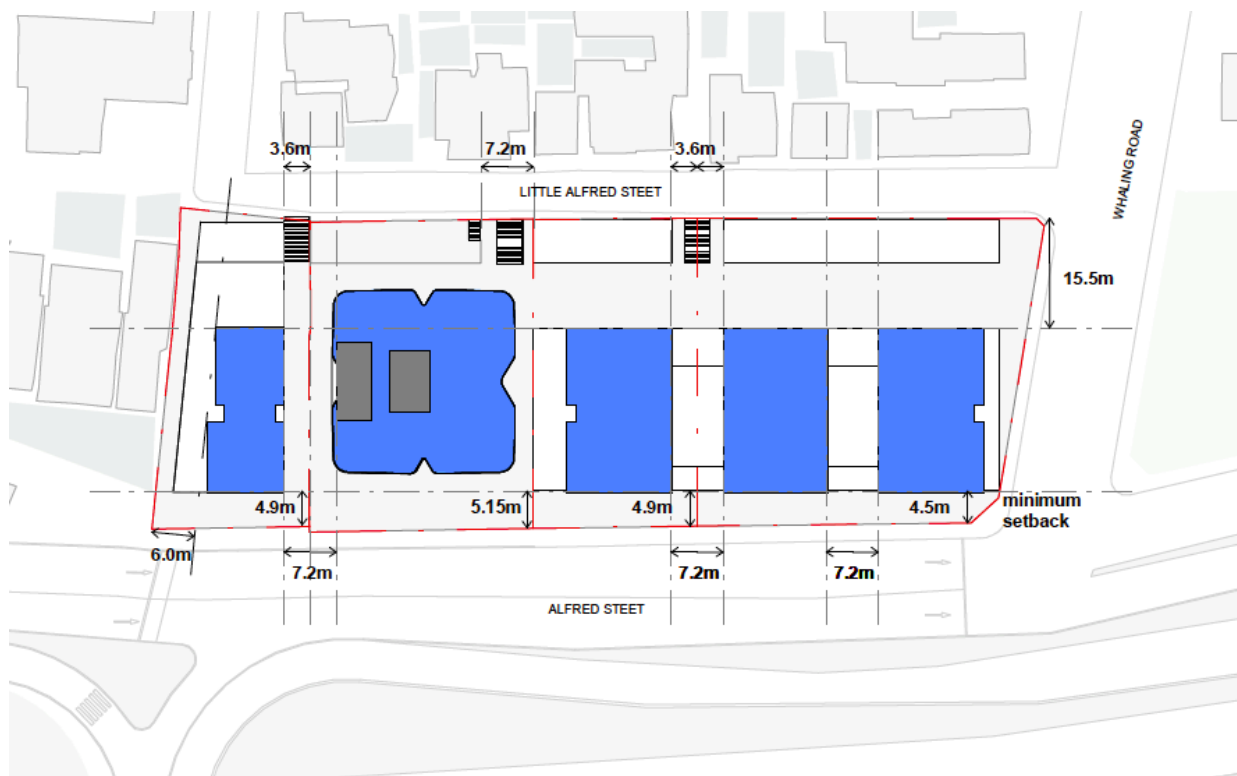 3.6m
7.2m
3.6m
LITTLE ALFRED STEET
WHALING ROAD
15.5m
4.9m
5.15m
4.9m
4.5m
minimum
setback
6.0m
7.2m
7.2m
7.2m
ALFRED STEET